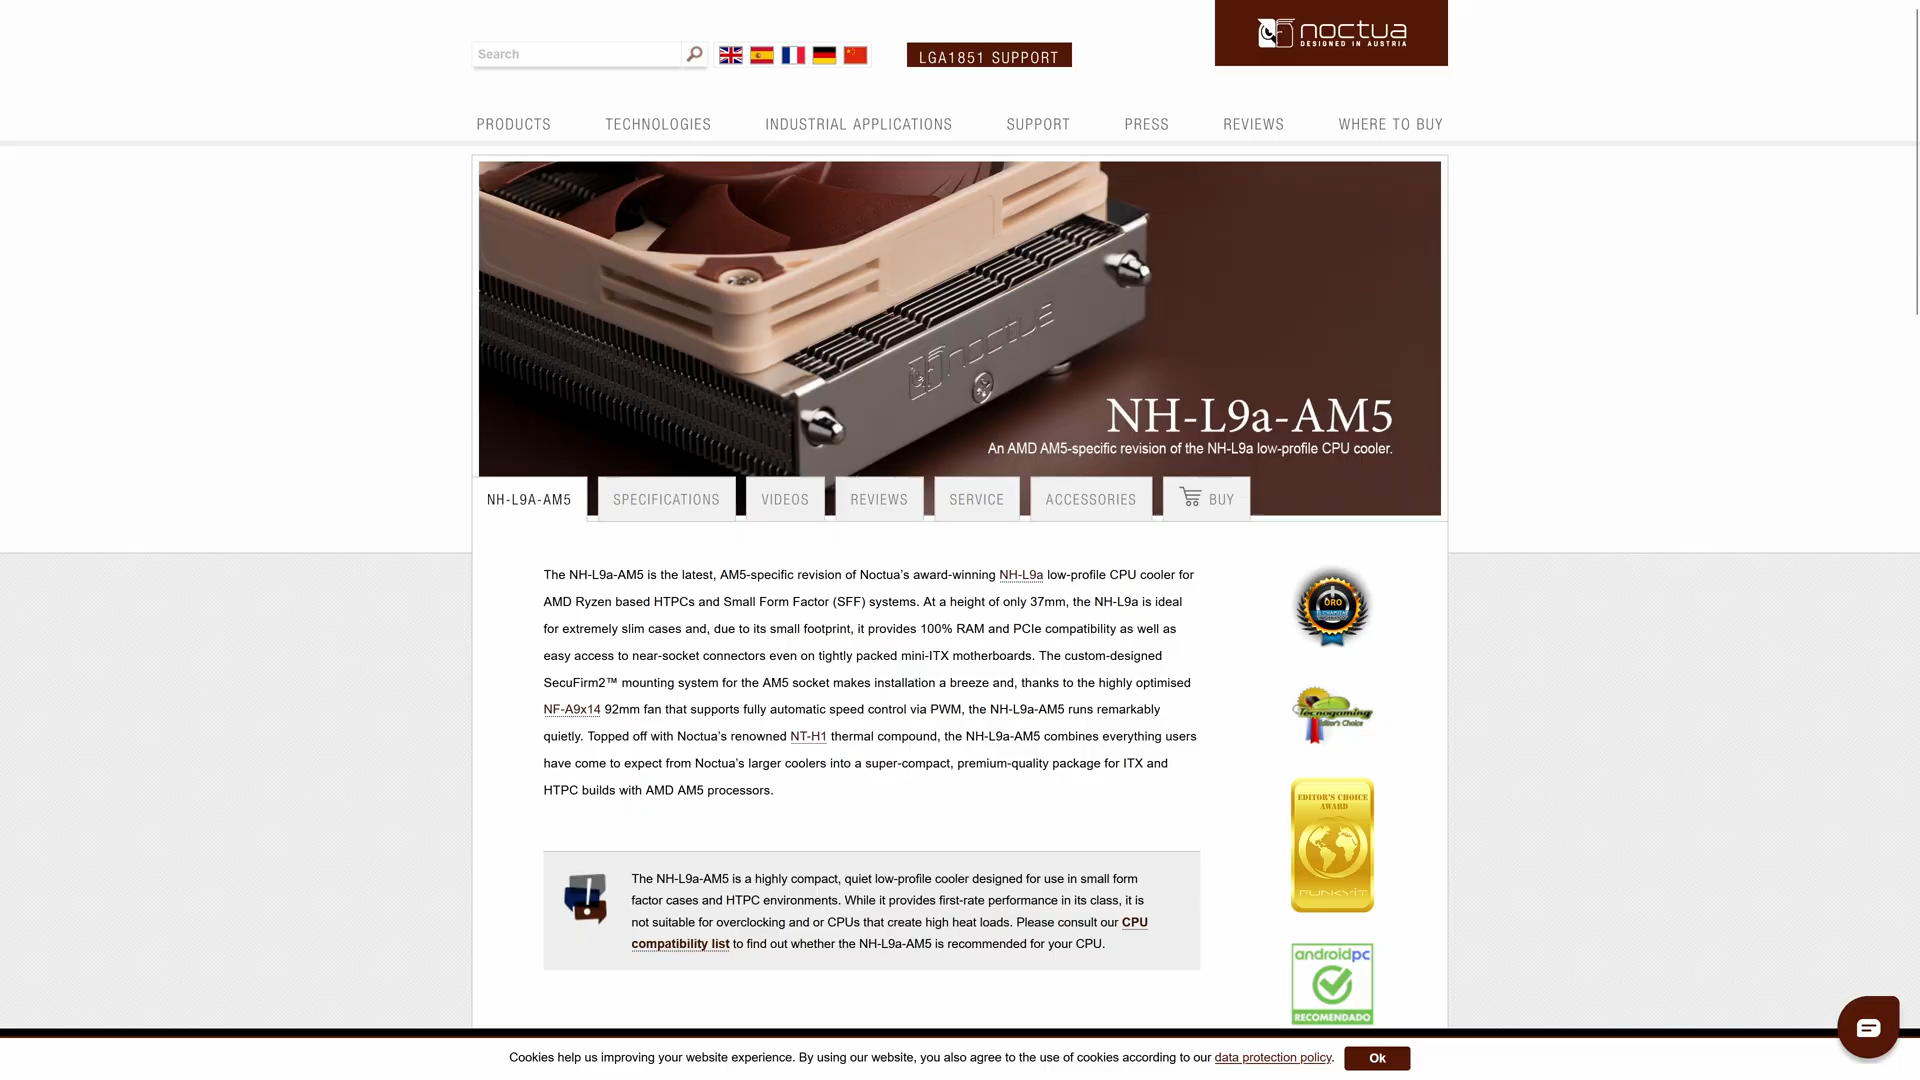 Search
LGA1851 SUPPORT
noctua
DESIGNED IN AUSTRIA
PRODUCTS
TECHNOLOGIES
INDUSTRIAL APPLICATIONS
SUPPORT
PRESS
REVIEWS
WHERE TO BUY
noctua
NH-L9a-AM5
An AMD AM5-specific revision of the NH-L9a low-profile CPU cooler.
NH-L9A-AM5
SPECIFICATIONS
VIDEOS
REVIEWS
SERVICE
ACCESSORIES
BUY
The NH-L9a-AM5 is the latest, AM5-specific revision of Noctua’s award-winning NH-L9a low-profile CPU cooler for
AMD Ryzen based HTPCs and Small Form Factor (SFF) systems. At a height of only 37mm, the NH-L9a is ideal
for extremely slim cases and, due to its small footprint, it provides 100% RAM and PCIe compatibility as well as
easy access to near-socket connectors even on tightly packed mini-ITX motherboards. The custom-designed
SecuFirm2™ mounting system for the AM5 socket makes installation a breeze and, thanks to the highly optimised
NF-A9x14 92mm fan that supports fully automatic speed control via PWM, the NH-L9a-AM5 runs remarkably
quietly. Topped off with Noctua’s renowned NT-H1 thermal compound, the NH-L9a-AM5 combines everything users
have come to expect from Noctua’s larger coolers into a super-compact, premium-quality package for ITX and
HTPC builds with AMD AM5 processors.
ORO
Tecnogaming
Editor's Choice
EDITOR'S CHOICE
AWARD
FUNKYKIT
androidpc
RECOMENDADO
The NH-L9a-AM5 is a highly compact, quiet low-profile cooler designed for use in small form
factor cases and HTPC environments. While it provides first-rate performance in its class, it is
not suitable for overclocking and or CPUs that create high heat loads. Please consult our CPU
compatibility list to find out whether the NH-L9a-AM5 is recommended for your CPU.
Cookies help us improving your website experience. By using our website, you also agree to the use of cookies according to our data protection policy.
Ok